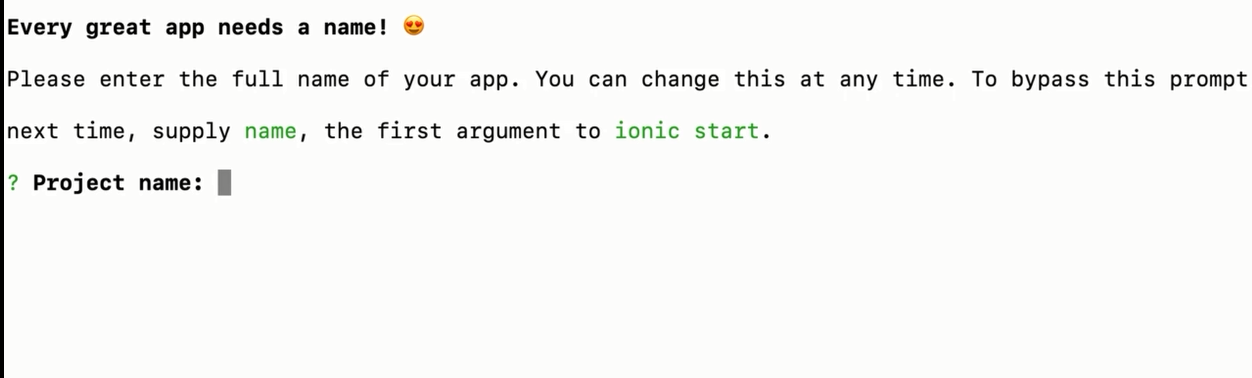 Every great app needs a name! 😍
Please enter the full name of your app. You can change this at any time. To bypass this prompt
next time, supply name, the first argument to ionic start.
? Project name: